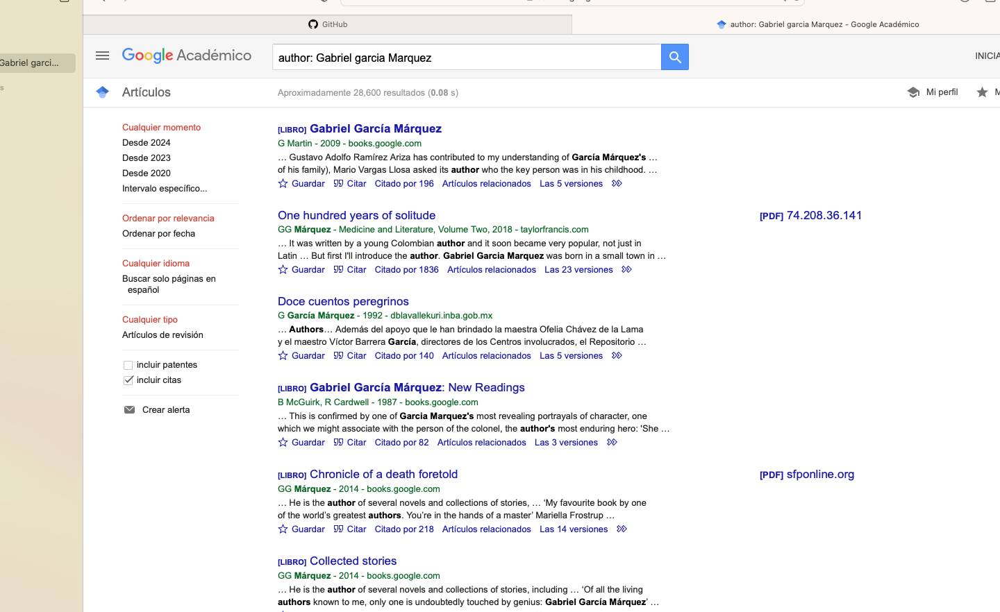 GitHub
author: Gabriel garcia Marquez - Google Académico
Gabriel garci...
s
Google Académico
author: Gabriel garcia Marquez
INICIA
Artículos
Aproximadamente 28,600 resultados (0.08 s)
Mi perfil
M
Cualquier momento
Desde 2024
Desde 2023
Desde 2020
Intervalo específico...
Ordenar por relevancia
Ordenar por fecha
Cualquier idioma
Buscar solo páginas en
español
Cualquier tipo
Artículos de revisión
incluir patentes
incluir citas
Crear alerta
[LIBRO] Gabriel García Márquez
G Martin - 2009 - books.google.com
… Gustavo Adolfo Ramírez Ariza has contributed to my understanding of García Márquez's …
of his family), Mario Vargas Llosa asked its author who the key person was in his childhood. …
Guardar Citar Citado por 196 Artículos relacionados Las 5 versiones
One hundred years of solitude
[PDF] 74.208.36.141
GG Márquez - Medicine and Literature, Volume Two, 2018 - taylorfrancis.com
… It was written by a young Colombian author and it soon became very popular, not just in
Latin … But first I'll introduce the author. Gabriel Garcia Marquez was born in a small town in …
Guardar Citar Citado por 1836 Artículos relacionados Las 23 versiones
Doce cuentos peregrinos
G García Márquez - 1992 - dblavallekuri.inba.gob.mx
… Authors… Además del apoyo que le han brindado la maestra Ofelia Chávez de la Lama
y el maestro Víctor Barrera García, directores de los Centros involucrados, el Repositorio …
Guardar Citar Citado por 140 Artículos relacionados Las 5 versiones
[LIBRO] Gabriel García Márquez: New Readings
B McGuirk, R Cardwell - 1987 - books.google.com
… This is confirmed by one of Garcia Marquez's most revealing portrayals of character, one
which we might associate with the person of the colonel, the author's most enduring hero: 'She …
Guardar Citar Citado por 82 Artículos relacionados Las 3 versiones
[LIBRO] Chronicle of a death foretold
[PDF] sfponline.org
GG Márquez - 2014 - books.google.com
… He is the author of several novels and collections of stories, … ‘My favourite book by one
of the world’s greatest authors. You’re in the hands of a master’ Mariella Frostrup …
Guardar Citar Citado por 218 Artículos relacionados Las 14 versiones
[LIBRO] Collected stories
GG Márquez - 2014 - books.google.com
… He is the author of several novels and collections of stories, including … ‘Of all the living
authors known to me, only one is undoubtedly touched by genius: Gabriel García Márquez’ …